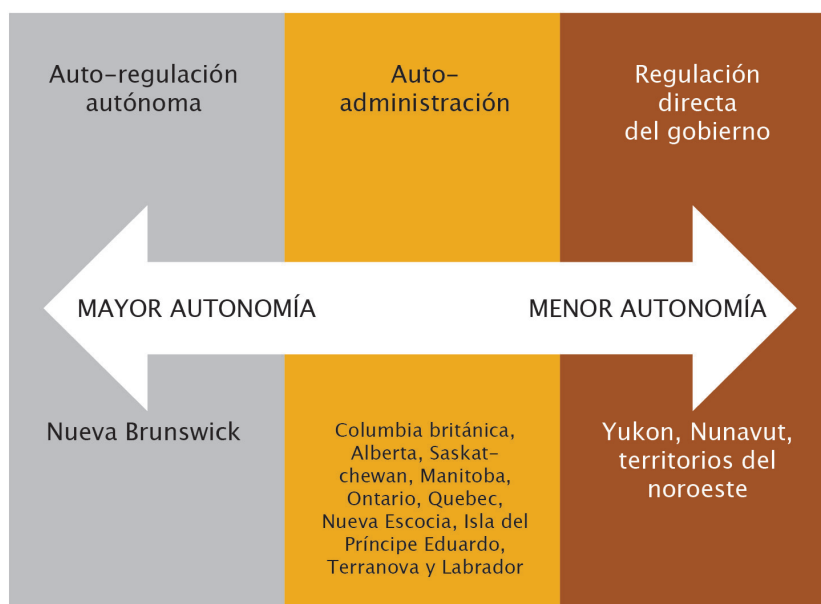 Auto-regulación
autónoma
Auto-
administración
Regulación
directa
del gobierno
MAYOR AUTONOMÍA
MENOR AUTONOMÍA
Nueva Brunswick
Columbia británica,
Alberta, Saskat-
chewan, Manitoba,
Ontario, Quebec,
Nueva Escocia, Isla del
Príncipe Eduardo,
Terranova y Labrador
Yukon, Nunavut,
territorios del
noroeste